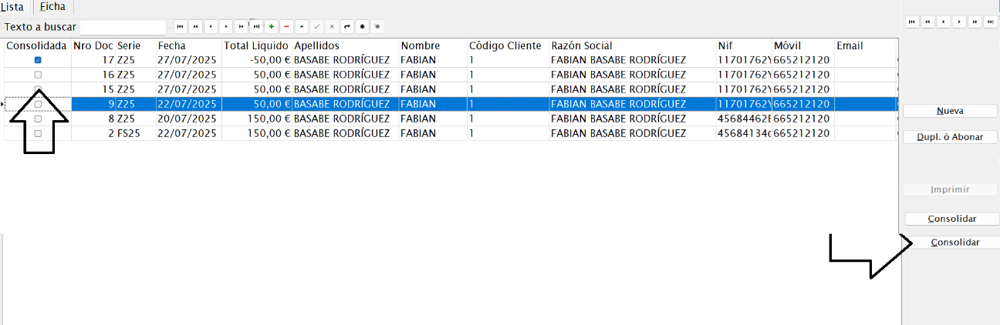 Lista Ficha
Texto a buscar
Consolidada Nro Doc Serie Fecha Total Liquido Apellidos Nombre Código Cliente Razón Social Nif Móvil Email
17 Z25 27/07/2025 -50,00 € BASABE RODRÍGUEZ FABIAN 1 FABIAN BASABE RODRÍGUEZ 11701762Y 665212120
16 Z25 27/07/2025 50,00 € BASABE RODRÍGUEZ FABIAN 1 FABIAN BASABE RODRÍGUEZ 11701762Y 665212120
15 Z25 27/07/2025 50,00 € BASABE RODRÍGUEZ FABIAN 1 FABIAN BASABE RODRÍGUEZ 11701762Y 665212120
9 Z25 22/07/2025 50,00 € BASABE RODRÍGUEZ FABIAN 1 FABIAN BASABE RODRÍGUEZ 11701762Y 665212120
8 Z25 20/07/2025 150,00 € BASABE RODRÍGUEZ FABIAN 1 FABIAN BASABE RODRÍGUEZ 45684462 665212120
2 FS25 22/07/2025 150,00 € BASABE RODRÍGUEZ FABIAN 1 FABIAN BASABE RODRÍGUEZ 45684134 665212120
Nueva
Dupl. ó Abonar
Imprimir
Consolidar
Consolidar